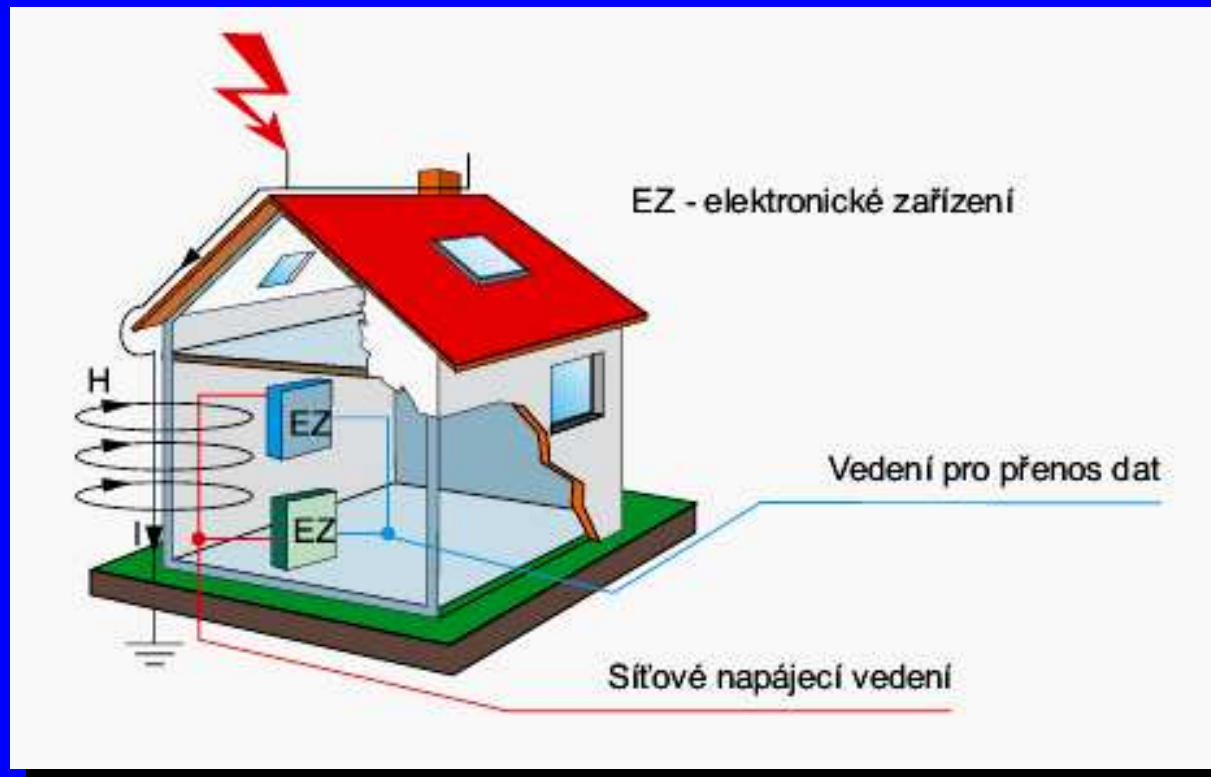 EZ - elektronické zařízení
H
EZ
Vedení pro přenos dat
I
EZ
Síťové napájecí vedení